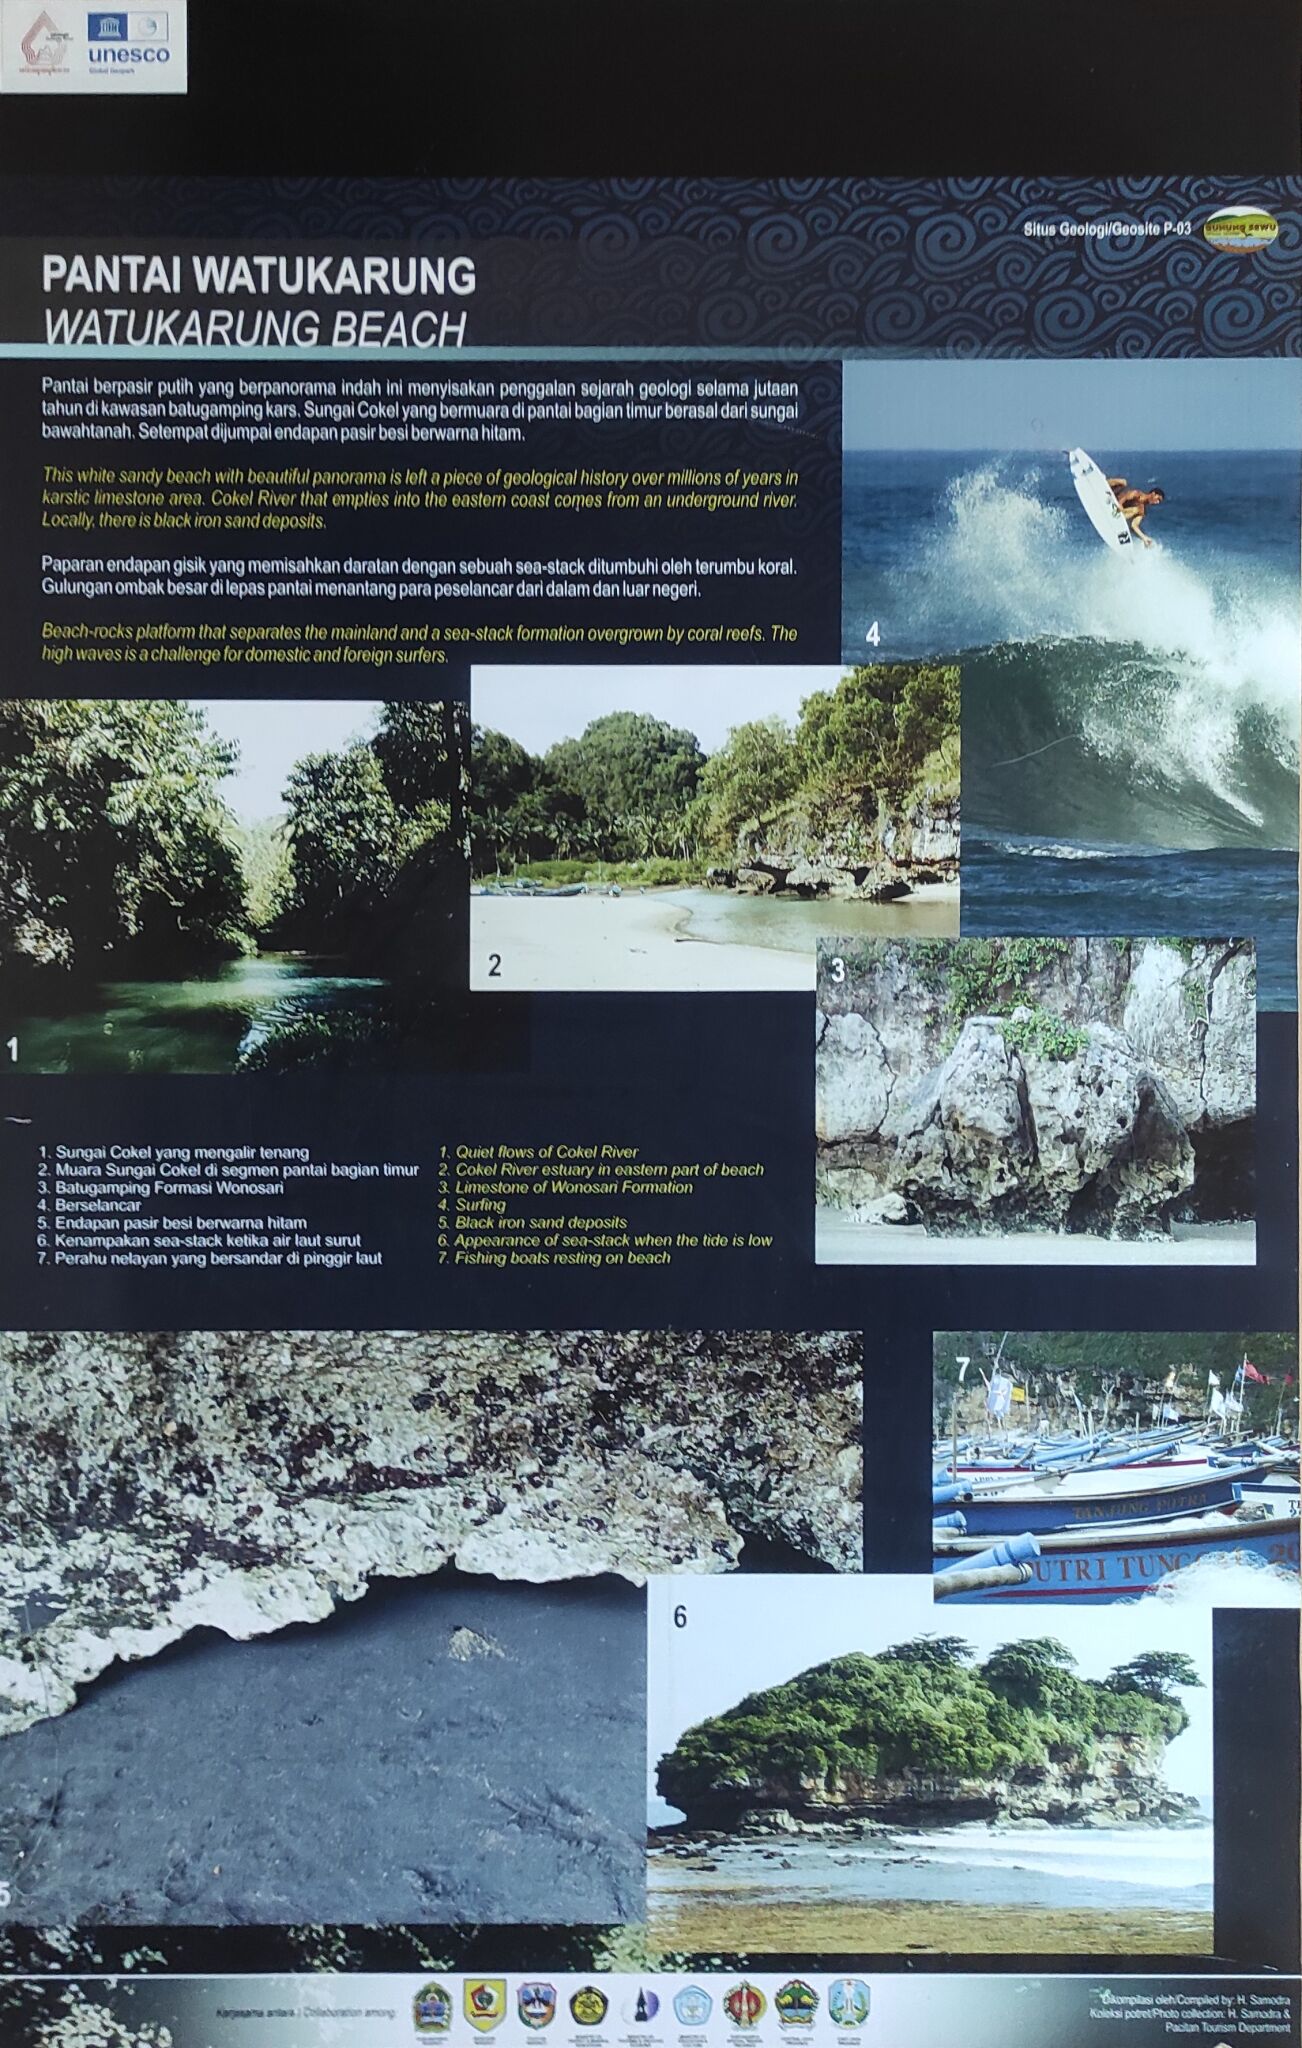 unesco
Global Geopark
Situs Geologi/Geosite P-03
GUNUNG SEWU
PANTAI WATUKARUNG
WATUKARUNG BEACH
Pantai berpasir putih yang berpanorama indah ini menyisakan penggalan sejarah geologi selama jutaan
tahun di kawasan batugamping kars. Sungai Cokel yang bermuara di pantai bagian timur berasal dari sungai
bawahtanah. Setempat dijumpai endapan pasir besi berwarna hitam.
This white sandy beach with beautiful panorama is left a piece of geological history over millions of years in
karstic limestone area. Cokel River that empties into the eastern coast comes from an underground river.
Locally, there is black iron sand deposits.
Paparan endapan gisik yang memisahkan daratan dengan sebuah sea-stack ditumbuhi oleh terumbu koral.
Gulungan ombak besar di lepas pantai menantang para peselancar dari dalam dan luar negeri.
Beach-rocks platform that separates the mainland and a sea-stack formation overgrown by coral reefs. The
high waves is a challenge for domestic and foreign surfers.
4
2
3
1
1. Sungai Cokel yang mengalir tenang
2. Muara Sungai Cokel di segmen pantai bagian timur
3. Batugamping Formasi Wonosari
4. Berselancar
5. Endapan pasir besi berwarna hitam
6. Kenampakan sea-stack ketika air laut surut
7. Perahu nelayan yang bersandar di pinggir laut
1. Quiet flows of Cokel River
2. Cokel River estuary in eastern part of beach
3. Limestone of Wonosari Formation
4. Surfing
5. Black iron sand deposits
6. Appearance of sea-stack when the tide is low
7. Fishing boats resting on beach
7
TANJUNG PUTRA
PUTRI TUNGGAL 20
6
5
Kerjasama antara / Collaboration among:
Dikompilasi oleh/Compiled by: H. Samodra
Koleksi potret/Photo collection: H. Samodra &
Pacitan Tourism Department